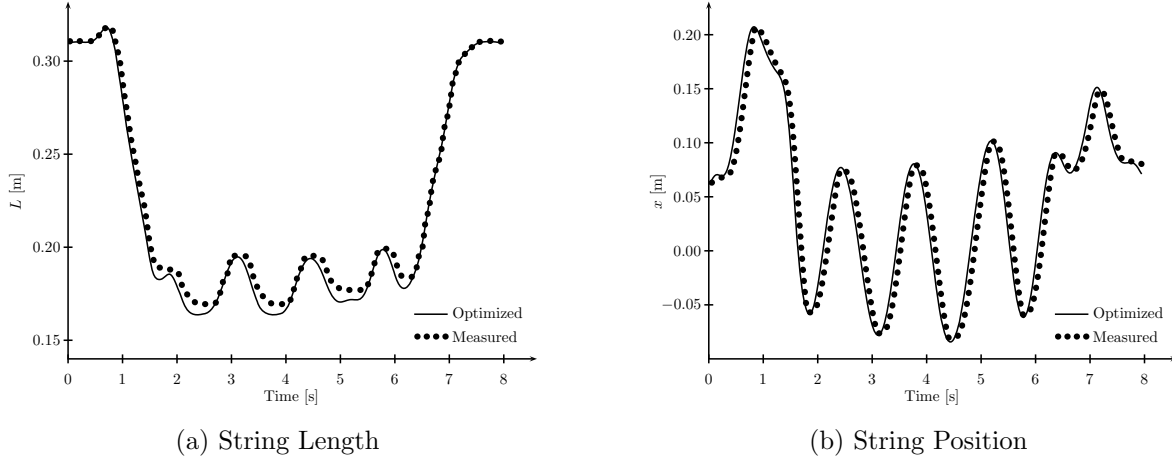 0.30
0.25
0.20
0.15
L [m]
Optimized
Measured
0 1 2 3 4 5 6 7 8
Time [s]
(a) String Length
0.20
0.15
0.10
0.05
0.00
−0.05
x [m]
Optimized
Measured
0 1 2 3 4 5 6 7 8
Time [s]
(b) String Position